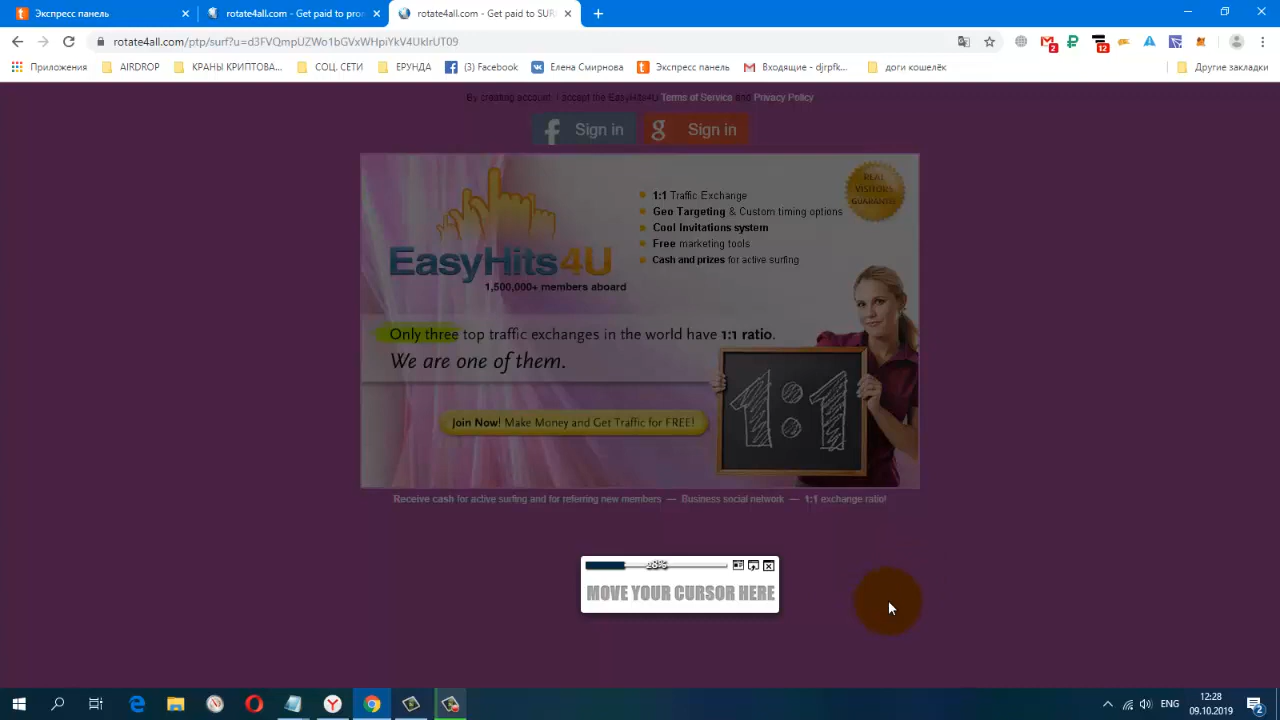 Экспресс панель
rotate4all.com - Get paid to pro
rotate4all.com - Get paid to SUR
rotate4all.com/ptp/surf?u=d3FVQmpUZWo1bGVxWHpiYkV4UklrUT09
2
12
Приложения
AIRDROP
КРАНЫ КРИПТОВА...
СОЦ. СЕТИ
ЕРУНДА
(3) Facebook
Елена Смирнова
Экспресс панель
Входящие - djrpfk...
доги кошелёк
Другие закладки
By creating account, I accept the EasyHits4U Terms of Service and Privacy Policy
Sign in
Sign in
REAL
VISITORS
GUARANTE
1:1 Traffic Exchange
Geo Targeting & Custom timing options
Cool Invitations system
Free marketing tools
Cash and prizes for active surfing
EasyHits4U
1,500,000+ members aboard
Only three top traffic exchanges in the world have 1:1 ratio.
We are one of them.
1:1
Join Now! Make Money and Get Traffic for FREE!
Receive cash for active surfing and for referring new members — Business social network — 1:1 exchange ratio!
28%
MOVE YOUR CURSOR HERE
ENG
12:28
09.10.2019
2